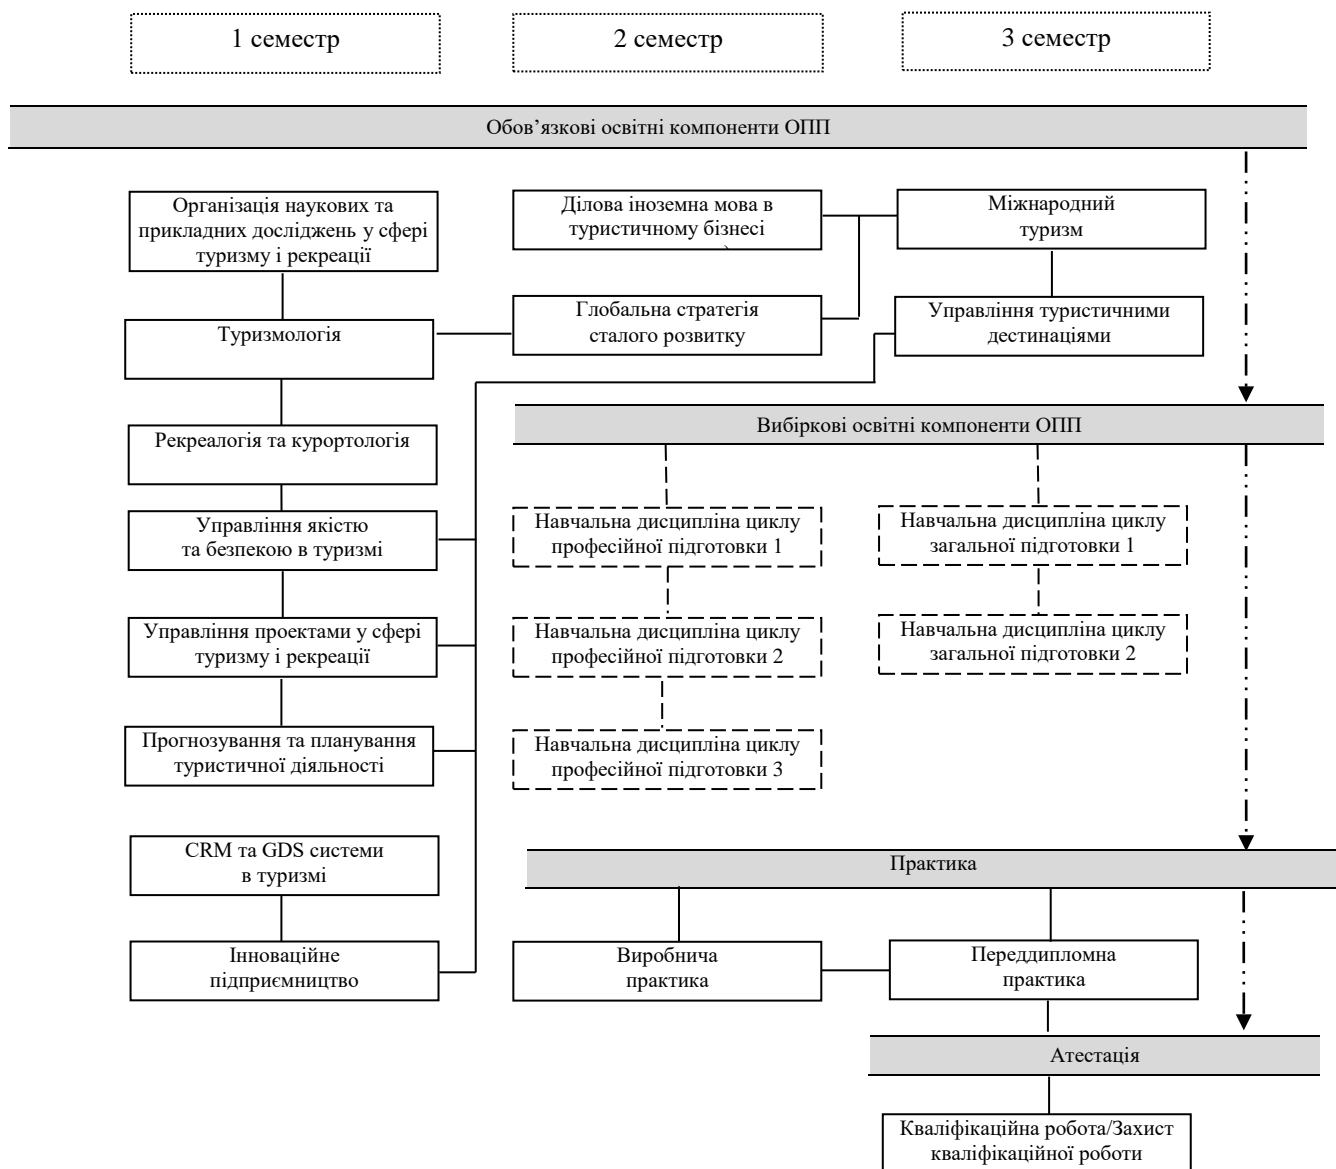 1 семестр
2 семестр
3 семестр
Обов’язкові освітні компоненти ОПП
Організація наукових та
прикладних досліджень у сфері
туризму і рекреації
Ділова іноземна мова в
туристичному бізнесі
Міжнародний
туризм
Туризмологія
Глобальна стратегія
сталого розвитку
Управління туристичними
дестинаціями
Рекреалогія та курортологія
Вибіркові освітні компоненти ОПП
Управління якістю
та безпекою в туризмі
Навчальна дисципліна циклу
професійної підготовки 1
Навчальна дисципліна циклу
загальної підготовки 1
Управління проектами у сфері
туризму і рекреації
Навчальна дисципліна циклу
професійної підготовки 2
Навчальна дисципліна циклу
загальної підготовки 2
Прогнозування та планування
туристичної діяльності
Навчальна дисципліна циклу
професійної підготовки 3
CRM та GDS системи
в туризмі
Практика
Інноваційне
підприємництво
Виробнича
практика
Переддипломна
практика
Атестація
Кваліфікаційна робота/Захист
кваліфікаційної роботи